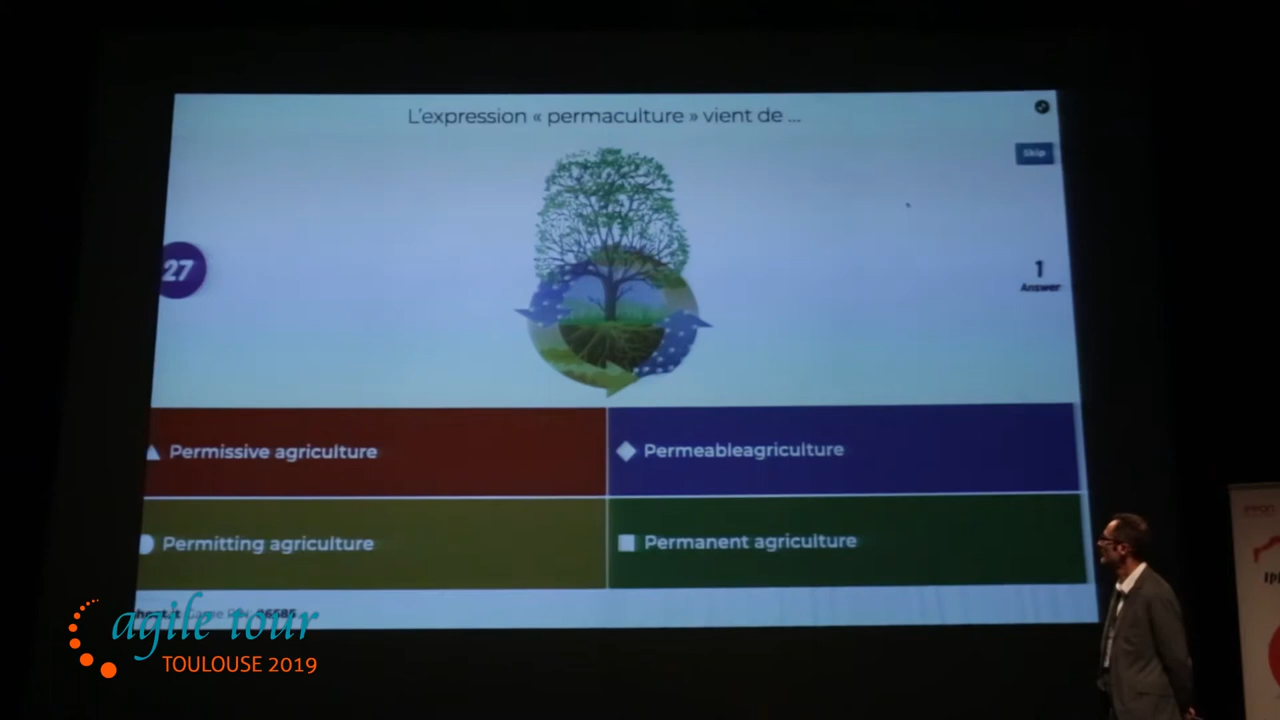 L'expression « permaculture » vient de ...
Skip
27
1
Answer
Permissive agriculture
Permeableagriculture
Permitting agriculture
Permanent agriculture
agile tour
TOULOUSE 2019